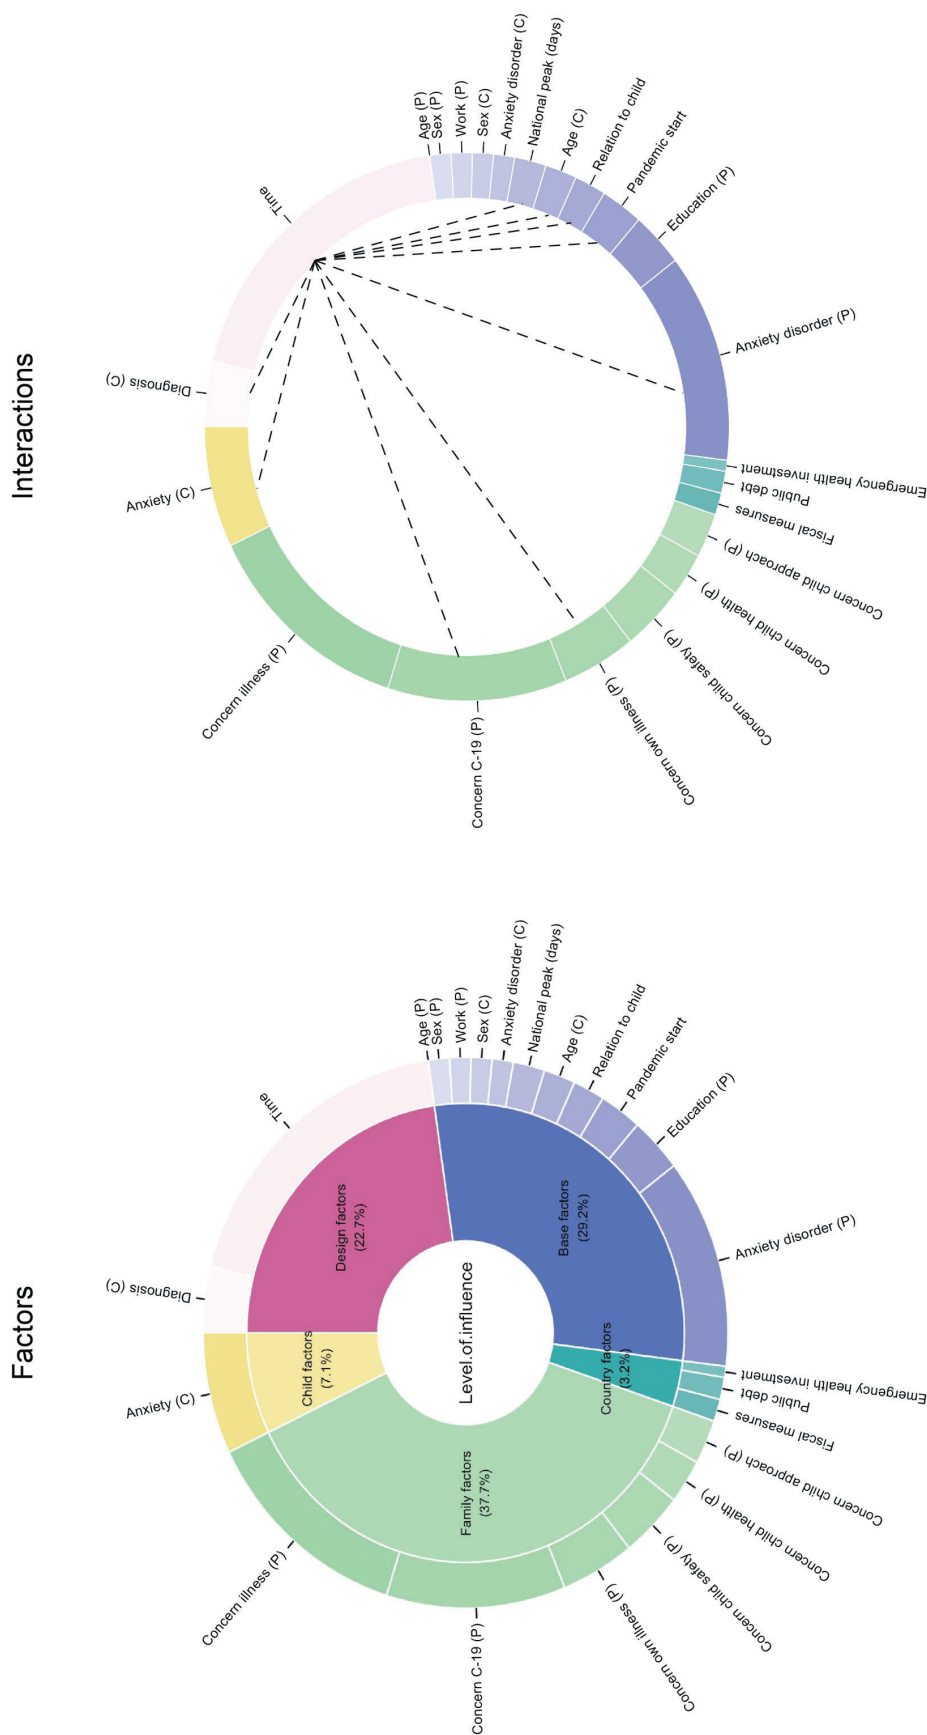 Interactions
Age (P)
Sex (P)
Work (P)
Sex (C)
Anxiety disorder (C)
National peak (days)
Age (C)
Relation to child
Pandemic start
Education (P)
Anxiety disorder (P)
Emergency health investment
Public debt
Fiscal measures
Concern child approach (P)
Concern child health (P)
Concern child safety (P)
Concern own illness (P)
Concern C-19 (P)
Concern illness (P)
Anxiety (C)
Diagnosis (C)
Time
Factors
Age (P)
Sex (P)
Work (P)
Sex (C)
Anxiety disorder (C)
National peak (days)
Age (C)
Relation to child
Pandemic start
Education (P)
Anxiety disorder (P)
Emergency health investment
Public debt
Fiscal measures
Concern child approach (P)
Concern child health (P)
Concern child safety (P)
Concern own illness (P)
Concern C-19 (P)
Concern illness (P)
Anxiety (C)
Diagnosis (C)
Time
Design factors
(22.7%)
Base factors
(29.2%)
Country factors
(3.2%)
Family factors
(37.7%)
Child factors
(7.1%)
Level.of.influence